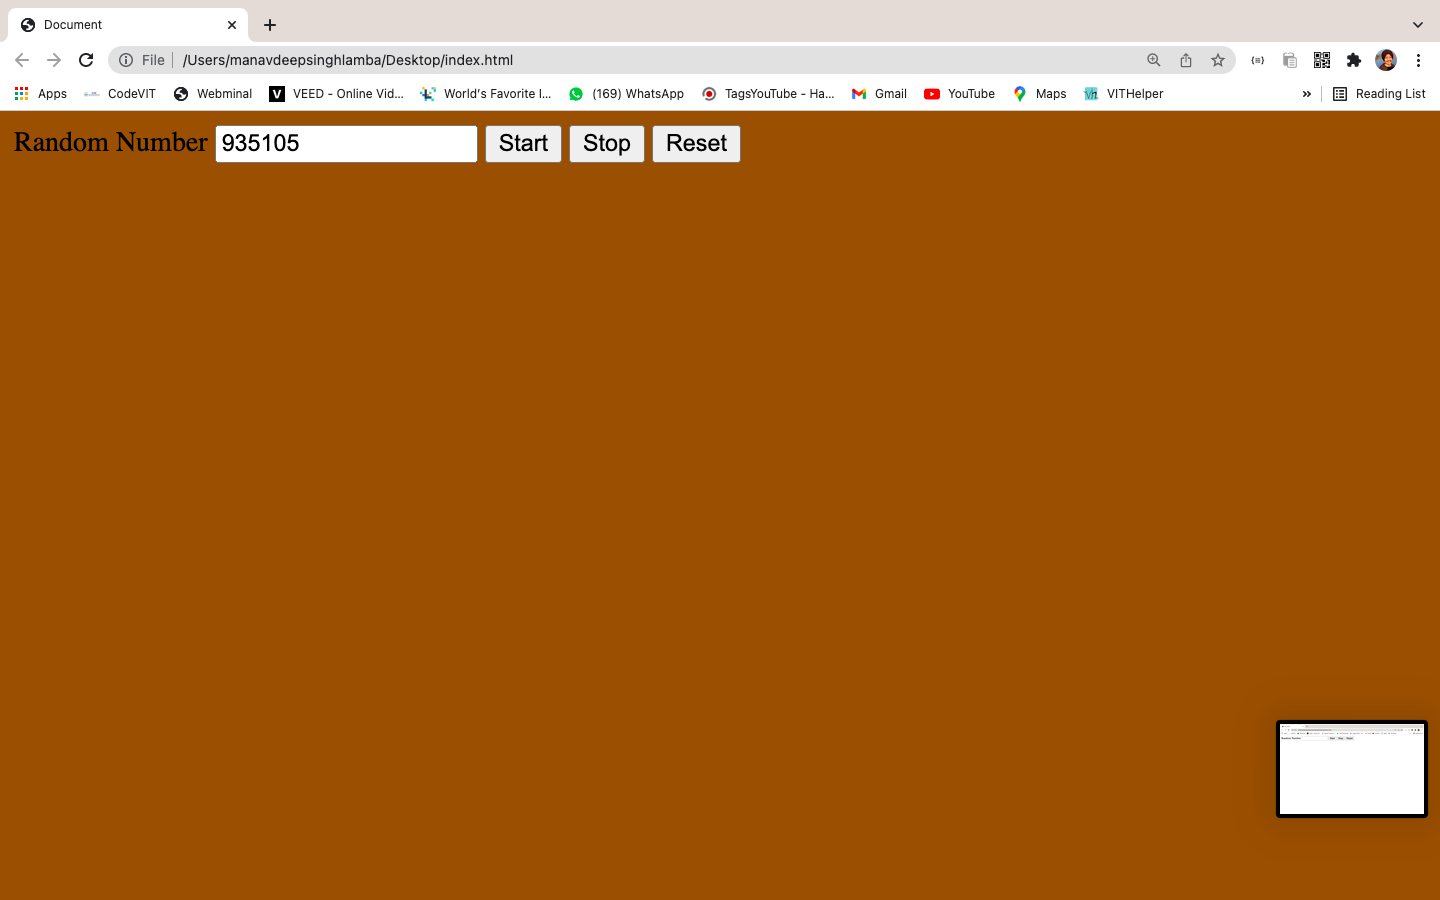 Document
File /Users/manavdeepsinghlamba/Desktop/index.html
Apps CodeVIT Webminal VEED - Online Vid... World's Favorite I... (169) WhatsApp TagsYouTube - Ha... Gmail YouTube Maps VITHelper » Reading List
Random Number 935105 Start Stop Reset